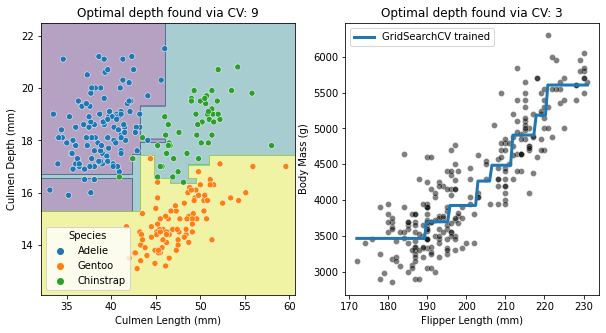 Optimal depth found via CV: 9
22
20
18
16
14
Culmen Depth (mm)
Species
Adelie
Gentoo
Chinstrap
35 40 45 50 55 60
Culmen Length (mm)
Optimal depth found via CV: 3
GridSearchCV trained
6000
5500
5000
4500
4000
3500
3000
Body Mass (g)
170 180 190 200 210 220 230
Flipper Length (mm)